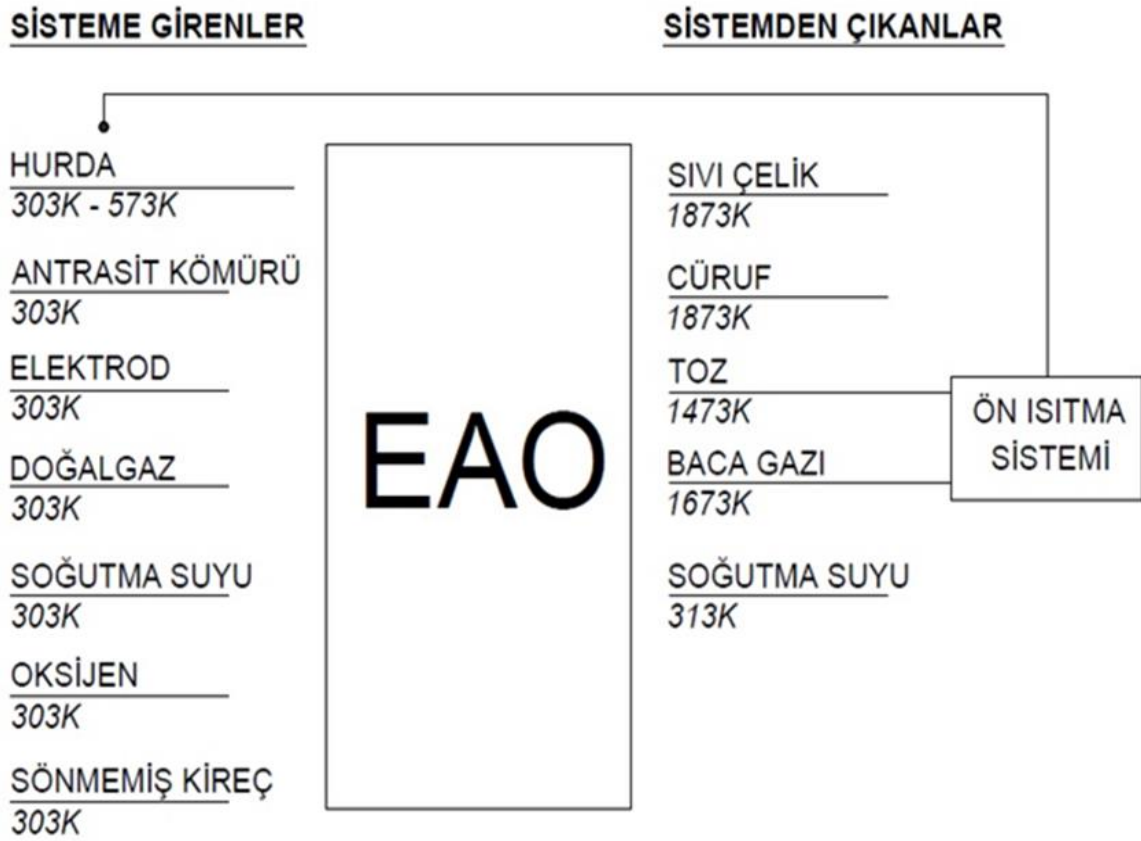 SİSTEME GİRENLER
HURDA
303K - 573K
ANTRASİT KÖMÜRÜ
303K
ELEKTROD
303K
DOĞALGAZ
303K
SOĞUTMA SUYU
303K
OKSİJEN
303K
SÖNMEMİŞ KİREÇ
303K
EAO
SİSTEMDEN ÇIKANLAR
SIVI ÇELİK
1873K
CÜRUF
1873K
TOZ
1473K
BACA GAZI
1673K
SOĞUTMA SUYU
313K
ÖN ISITMA
SİSTEMİ